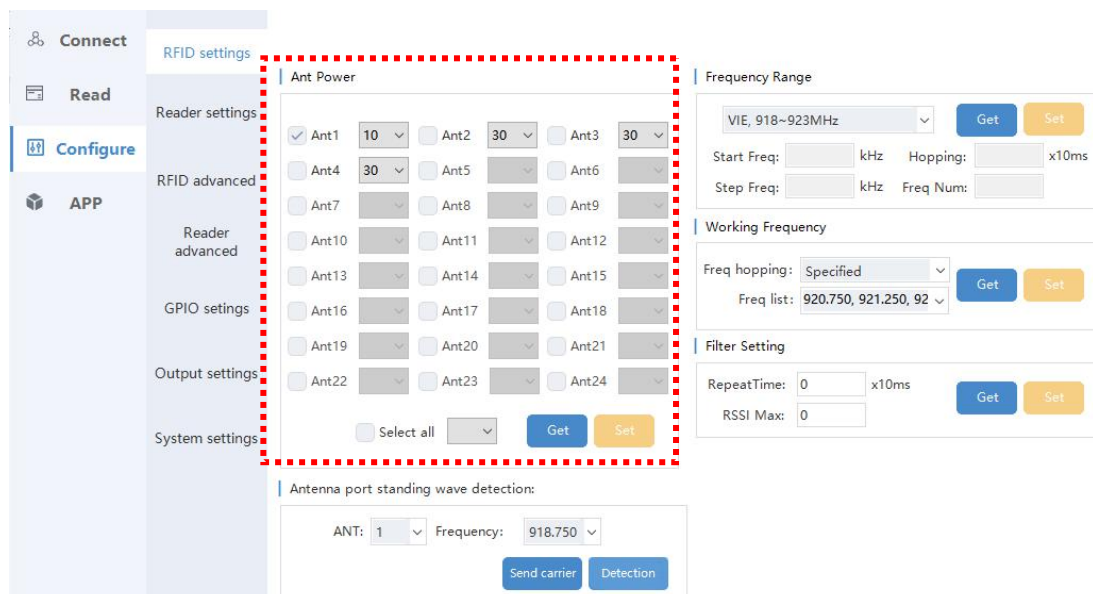 Connect
Read
Configure
APP
RFID settings
Reader settings
RFID advanced
Reader
advanced
GPIO setings
Output settings
System settings
Ant Power
Ant1 10 Ant2 30 Ant3 30
Ant4 30 Ant5 Ant6
Ant7 Ant8 Ant9
Ant10 Ant11 Ant12
Ant13 Ant14 Ant15
Ant16 Ant17 Ant18
Ant19 Ant20 Ant21
Ant22 Ant23 Ant24
Select all Get Set
Antenna port standing wave detection:
ANT: 1 Frequency: 918.750
Send carrier Detection
Frequency Range
VIE, 918~923MHz Get Set
Start Freq: kHz Hopping: x10ms
Step Freq: kHz Freq Num:
Working Frequency
Freq hopping: Specified
Get Set
Freq list: 920.750, 921.250, 92
Filter Setting
RepeatTime: 0 x10ms
Get Set
RSSI Max: 0